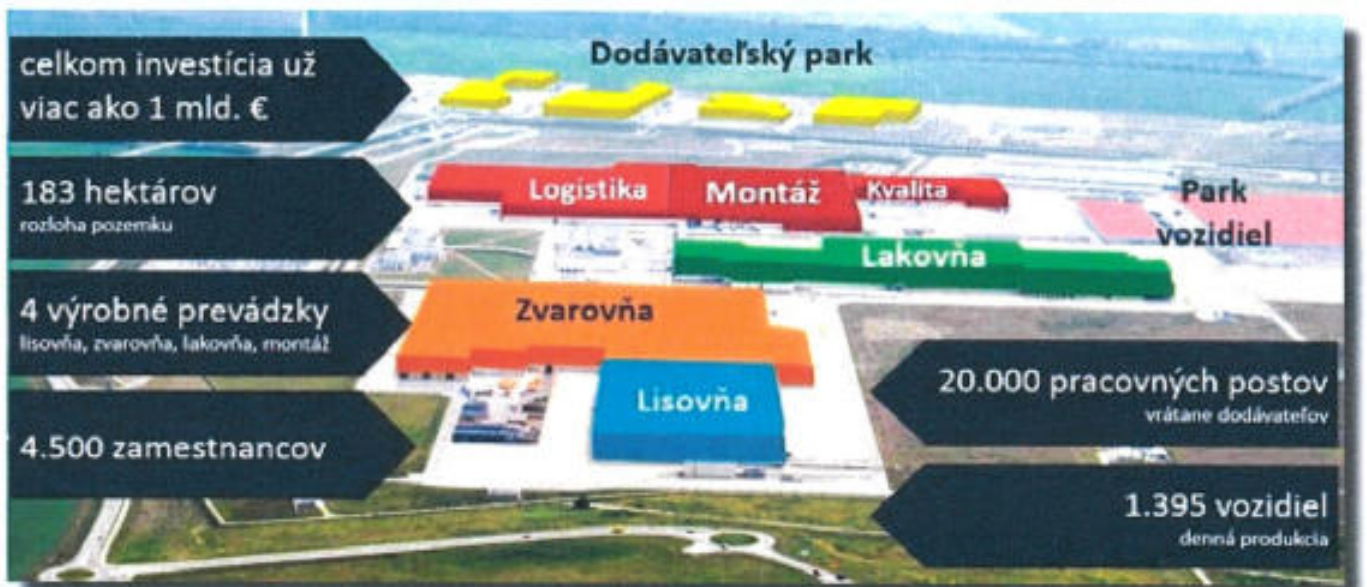 celkom investícia už
viac ako 1 mld. €
183 hektárov
rozloha pozemku
4 výrobné prevádzky
lisovňa, zvarovňa, lakovňa, montáž
4.500 zamestnancov
Dodávateľský park
Logistika
Montáž
Kvalita
Park
vozidiel
Lakovňa
Zvarovňa
Lisovňa
20.000 pracovných postov
vrátane dodávateľov
1.395 vozidiel
denná produkcia